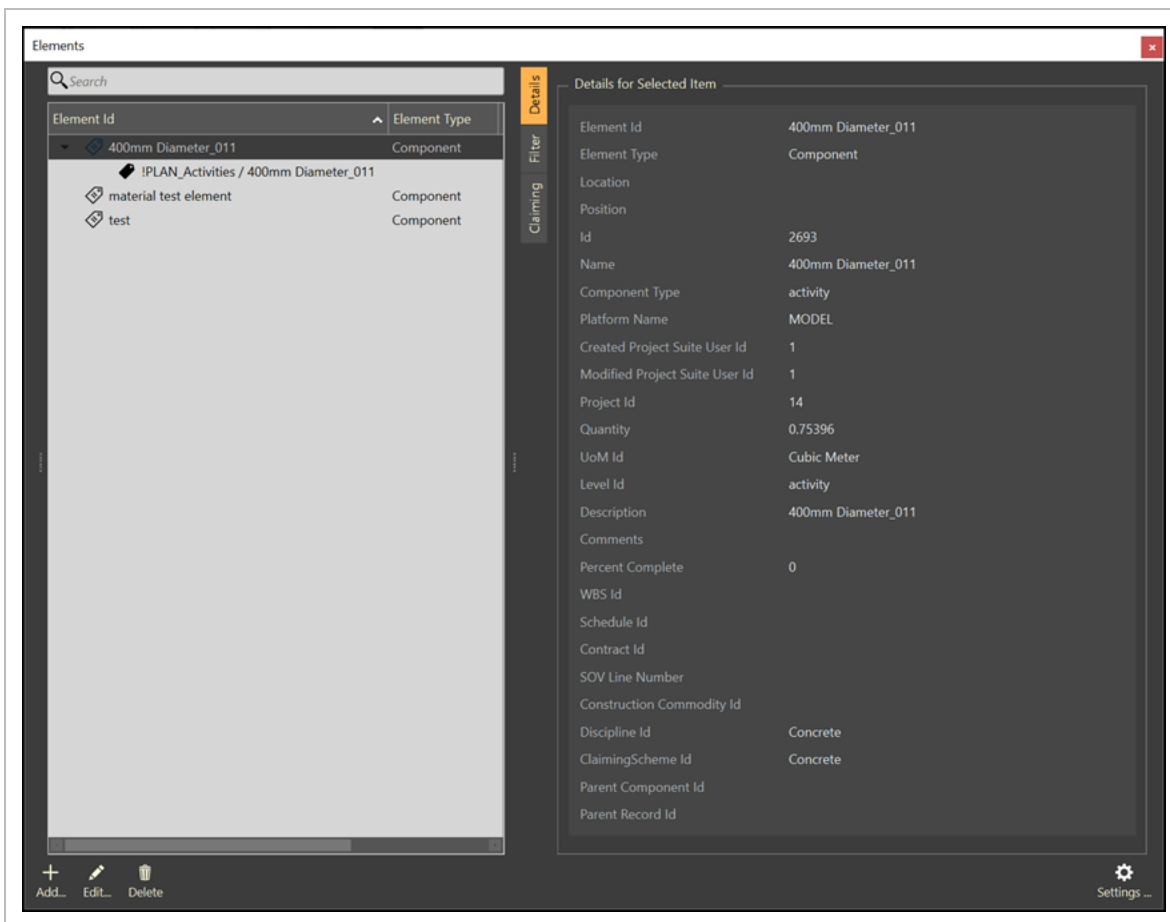 Elements
Search
Element Id Element Type
400mm Diameter_011 Component
!PLAN_Activities / 400mm Diameter_011
material test element Component
test Component
Details
Filter
Claiming
Details for Selected Item
Element Id 400mm Diameter_011
Element Type Component
Location
Position
Id 2693
Name 400mm Diameter_011
Component Type activity
Platform Name MODEL
Created Project Suite User Id 1
Modified Project Suite User Id 1
Project Id 14
Quantity 0.75396
UoM Id Cubic Meter
Level Id activity
Description 400mm Diameter_011
Comments
Percent Complete 0
WBS Id
Schedule Id
Contract Id
SOV Line Number
Construction Commodity Id
Discipline Id Concrete
ClaimingScheme Id Concrete
Parent Component Id
Parent Record Id
Add... Edit... Delete
Settings ...